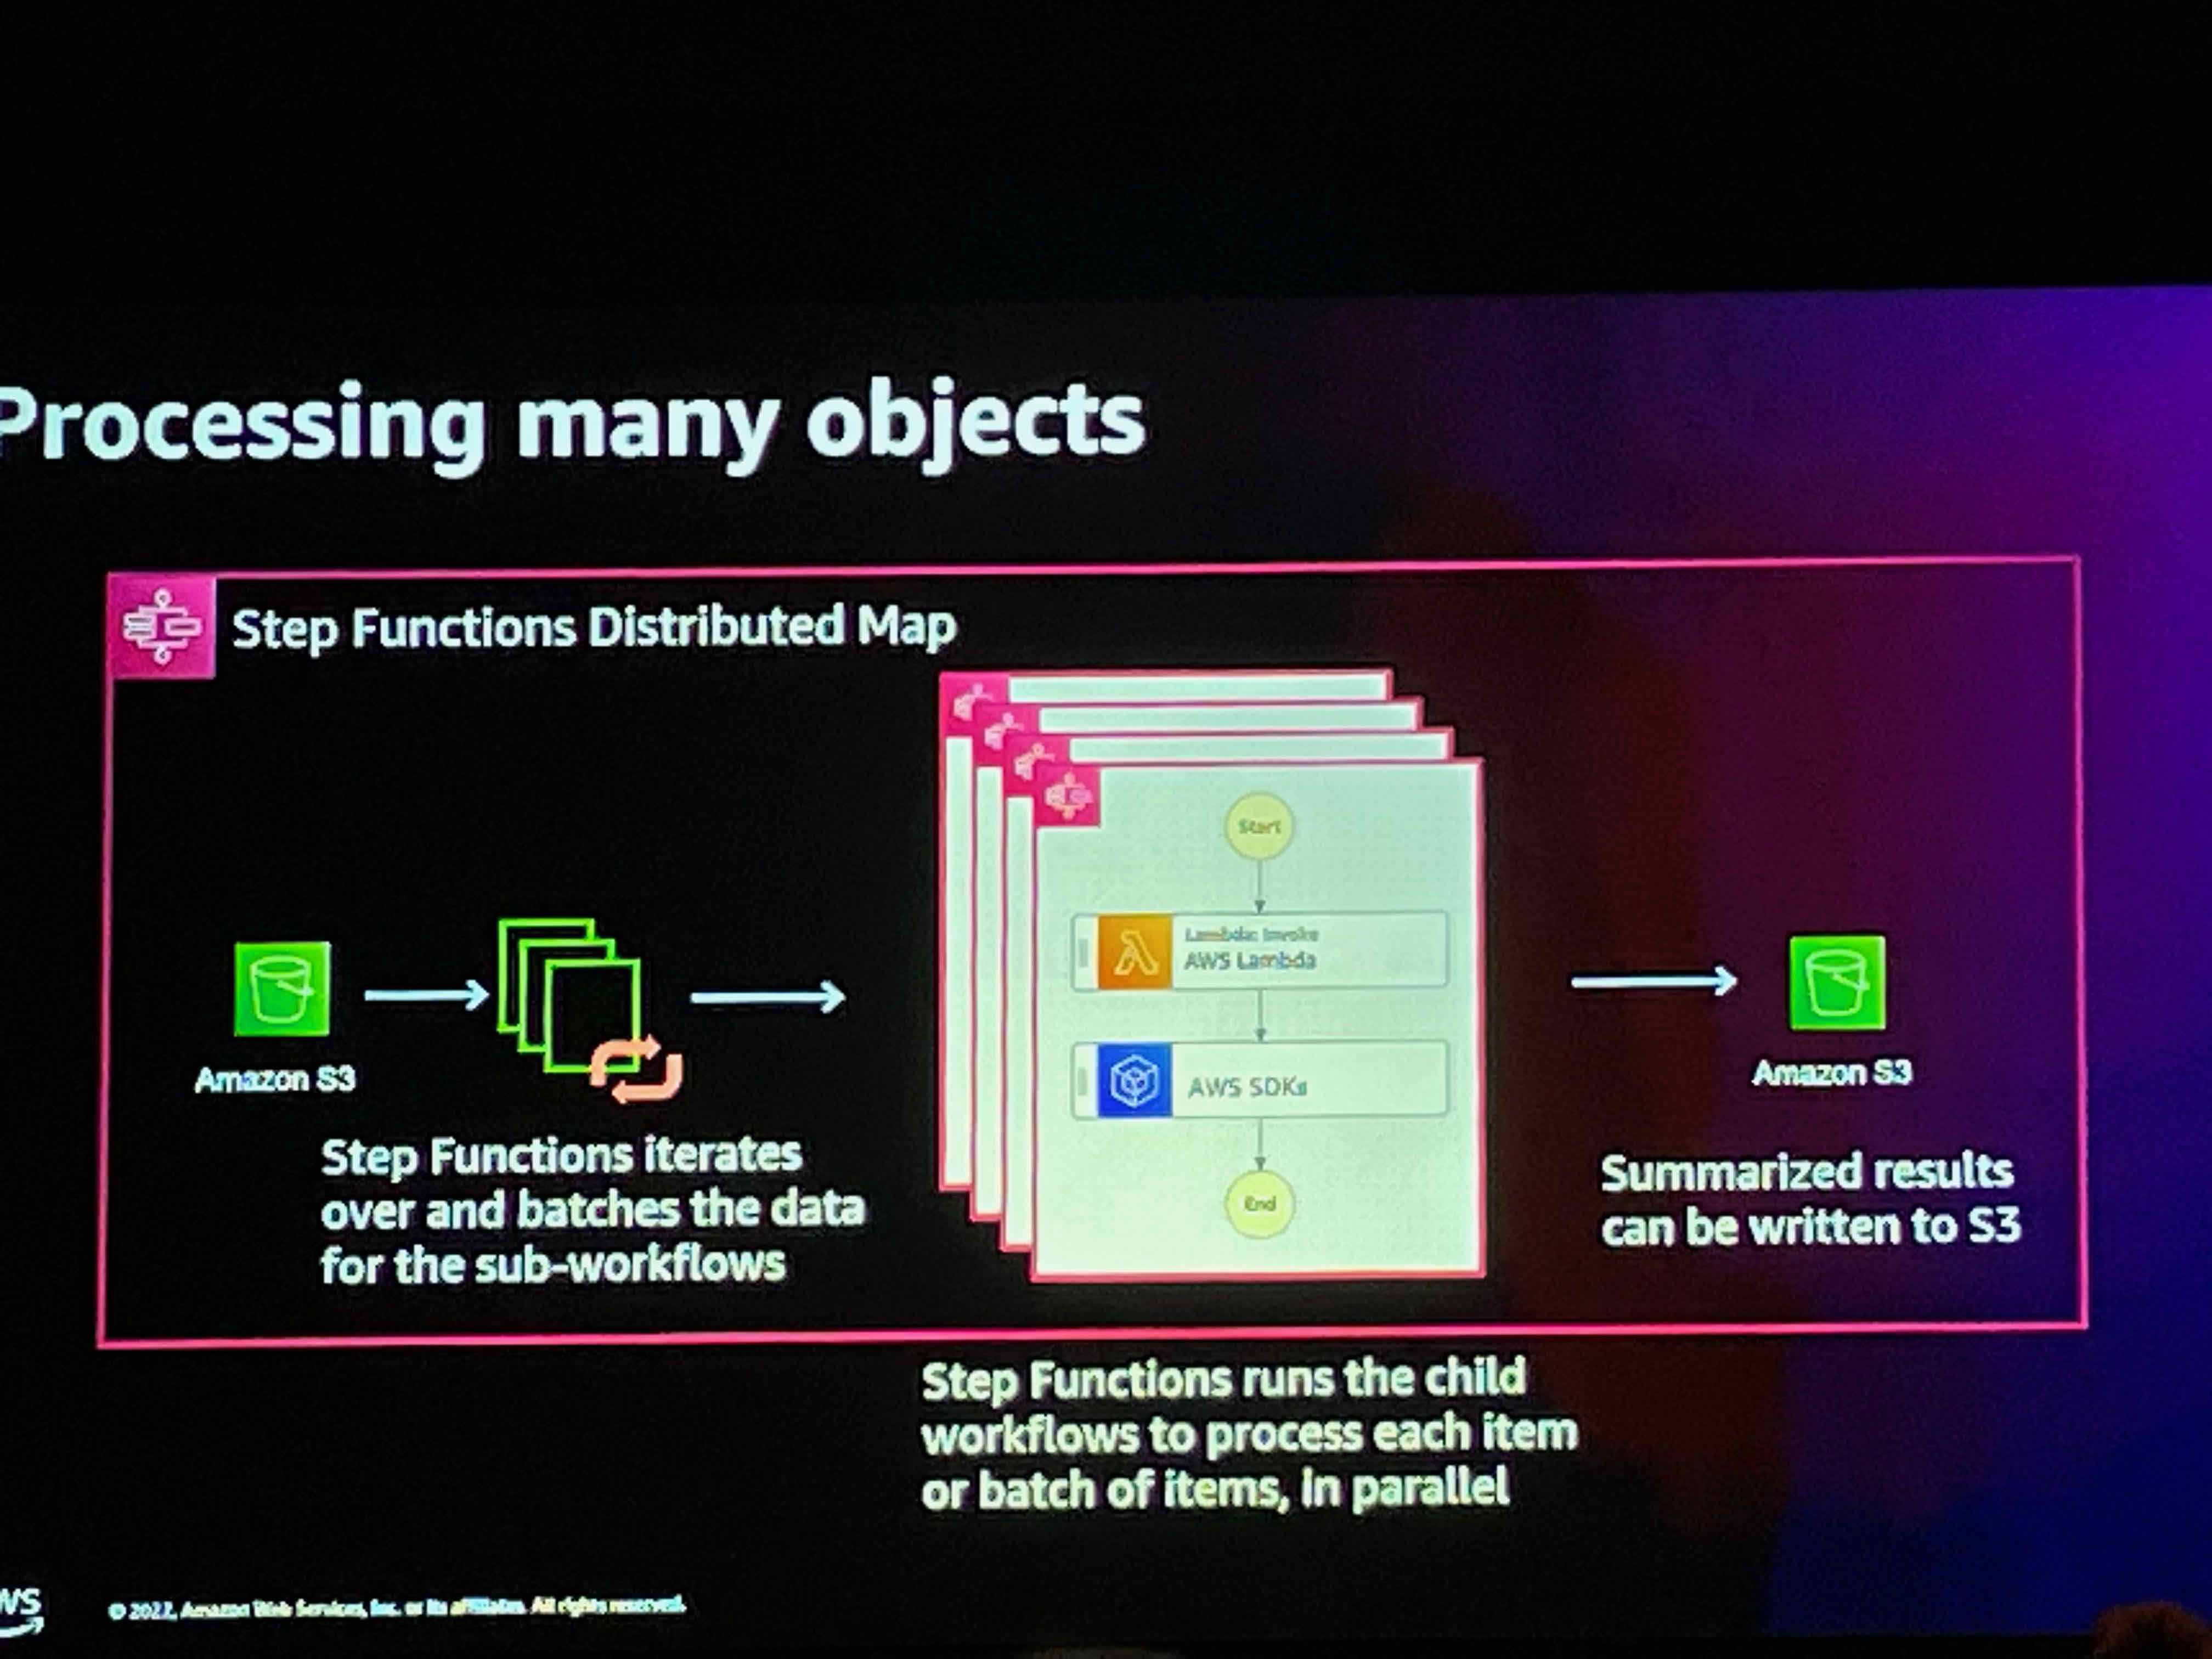 Processing many objects
Step Functions Distributed Map
Start
Lambda: Invoke
AWS Lambda
AWS SDKs
End
Amazon S3
Amazon S3
Step Functions iterates
over and batches the data
for the sub-workflows
Summarized results
can be written to S3
Step Functions runs the child
workflows to process each item
or batch of items, in parallel
© 2022, Amazon Web Services, Inc. or its affiliates. All rights reserved.